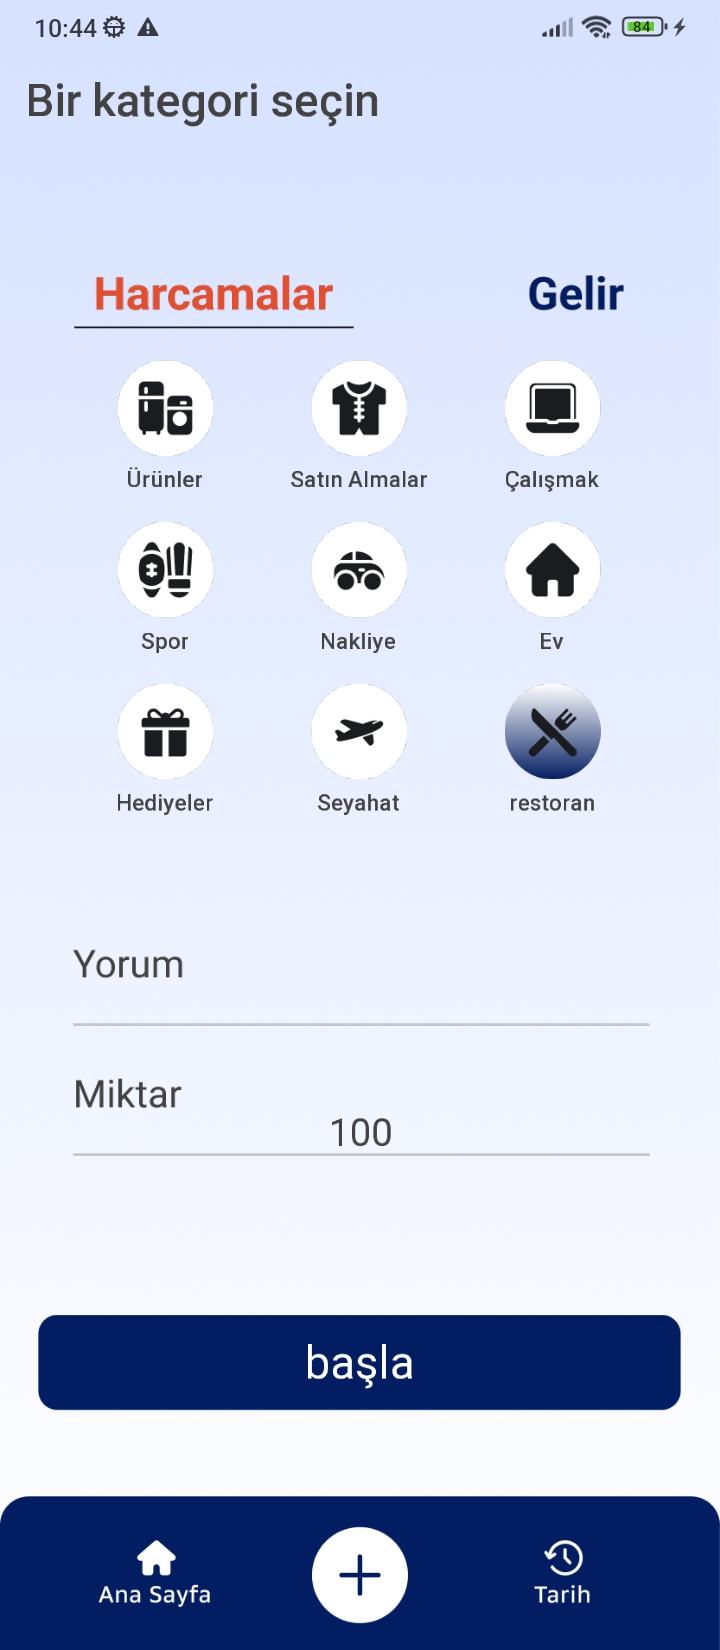 10:44
84
Bir kategori seçin
Harcamalar Gelir
Ürünler Satın Almalar Çalışmak
Spor Nakliye Ev
Hediyeler Seyahat restoran
Yorum
Miktar
100
başla
Ana Sayfa Tarih